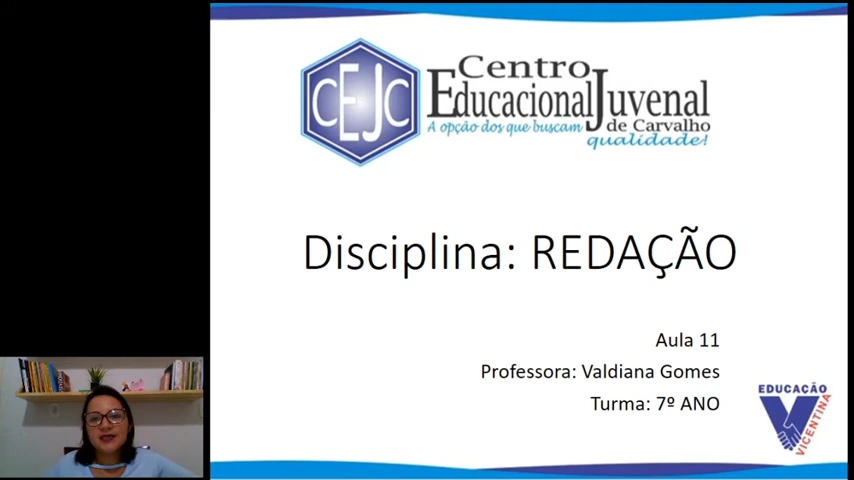 CEJC
Centro
Educacional Juvenal
de Carvalho
A opção dos que buscam
qualidade!
Disciplina: REDAÇÃO
Aula 11
Professora: Valdiana Gomes
Turma: 7º ANO
EDUCAÇÃO
VICENTINA